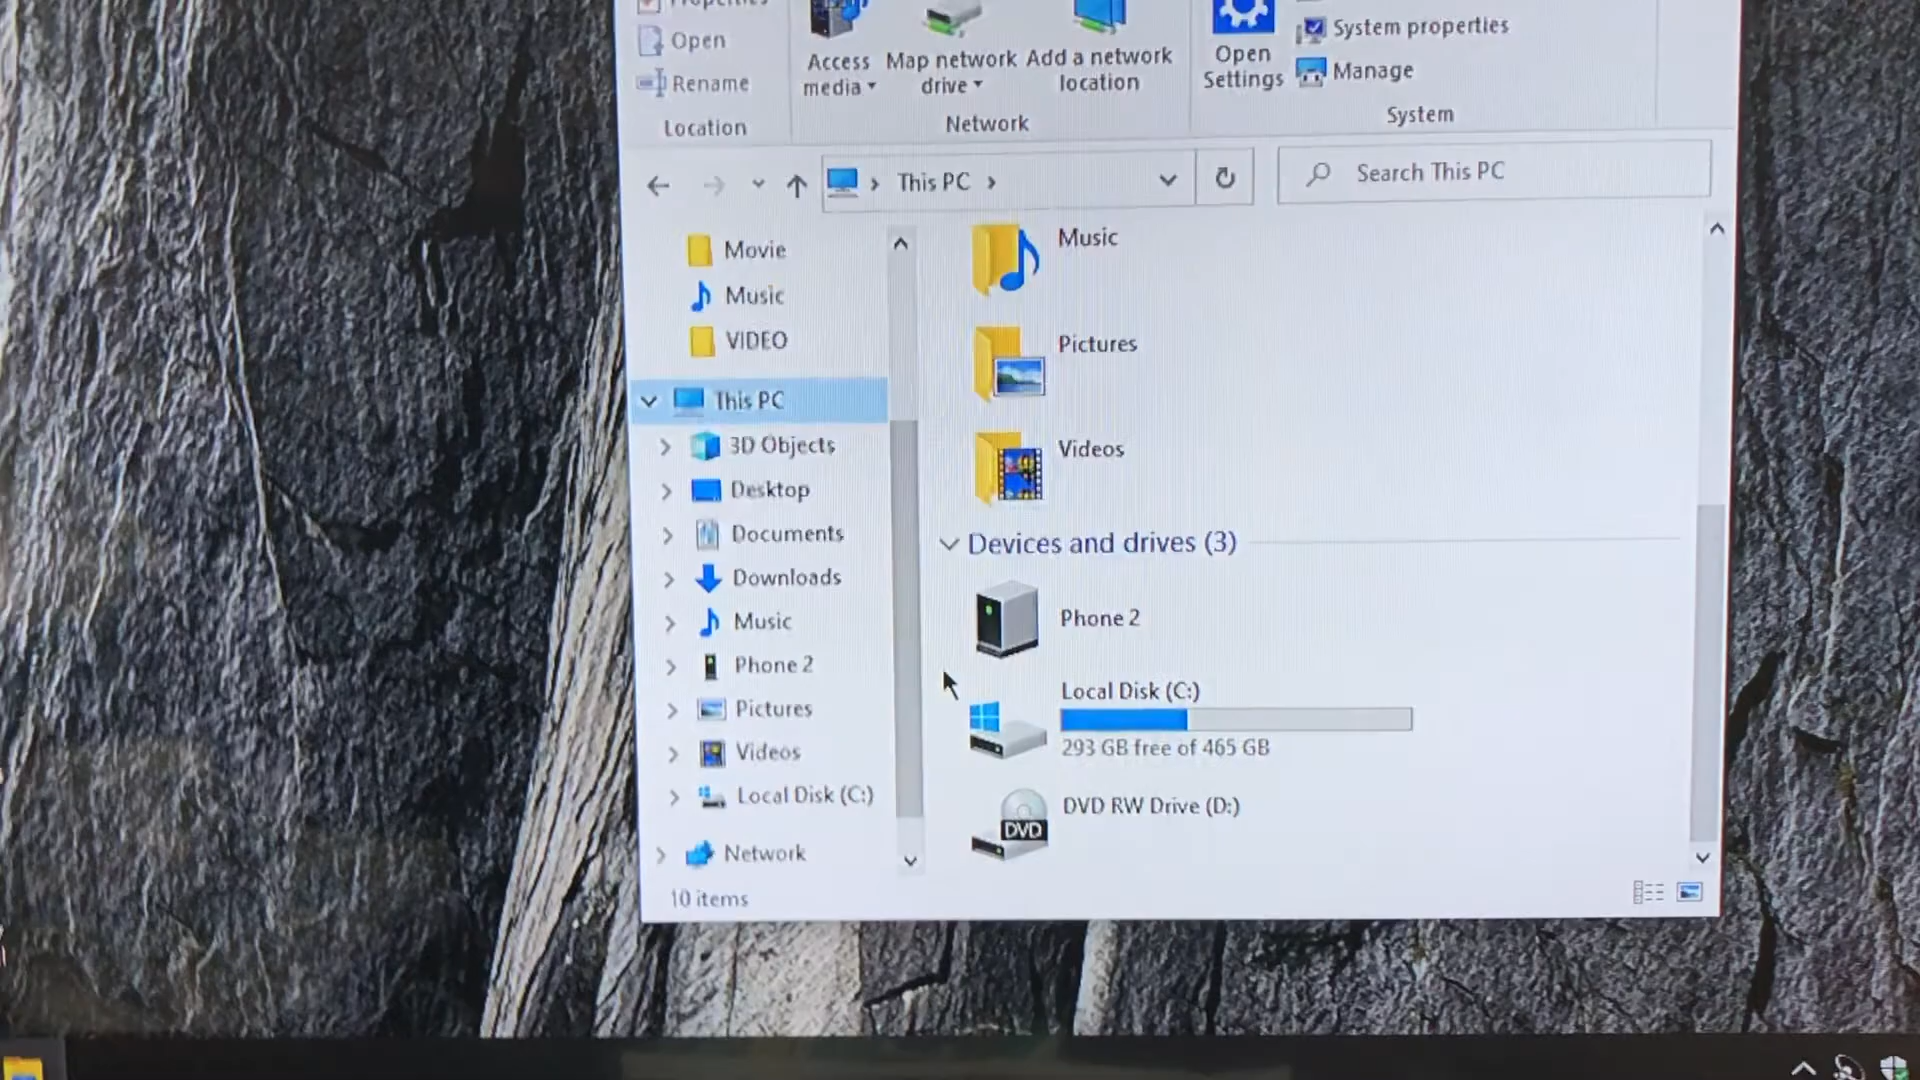 Properties
Open
Rename
Location
Access media
Map network drive
Add a network location
Network
Open Settings
System properties
Manage
System
This PC
Search This PC
Movie
Music
VIDEO
This PC
3D Objects
Desktop
Documents
Downloads
Music
Phone 2
Pictures
Videos
Local Disk (C:)
Network
10 items
Music
Pictures
Videos
Devices and drives (3)
Phone 2
Local Disk (C:)
293 GB free of 465 GB
DVD
DVD RW Drive (D:)